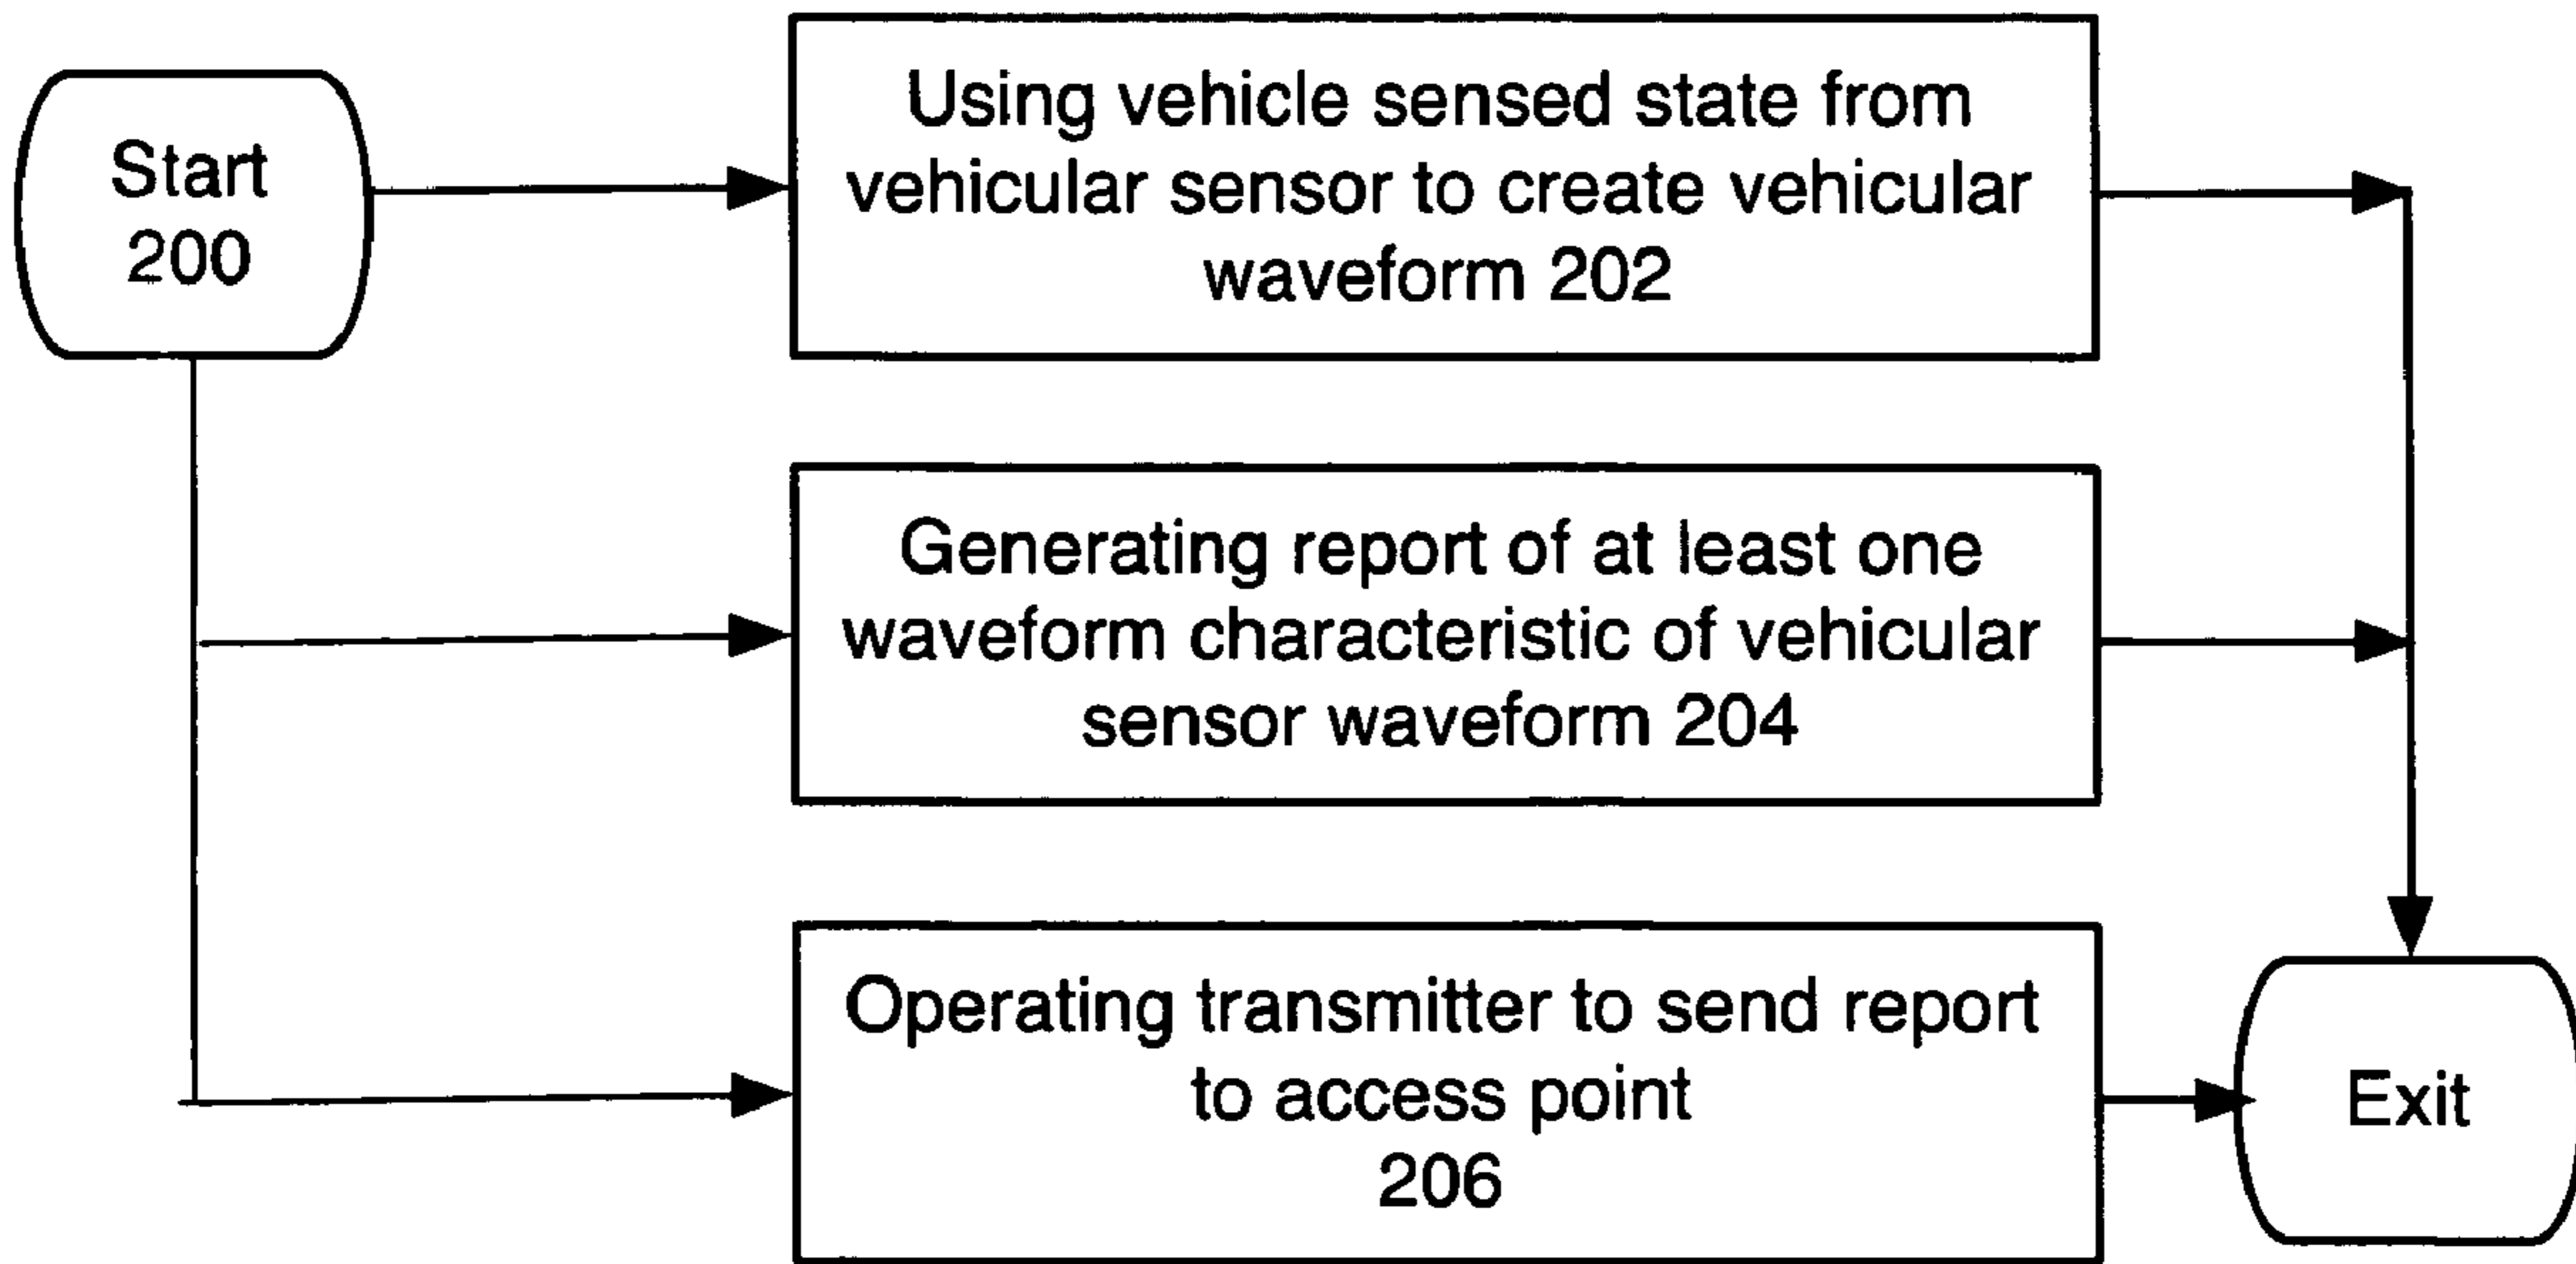 Start
200
Using vehicle sensed state from
vehicular sensor to create vehicular
waveform 202
Generating report of at least one
waveform characteristic of vehicular
sensor waveform 204
Operating transmitter to send report
to access point
206
Exit